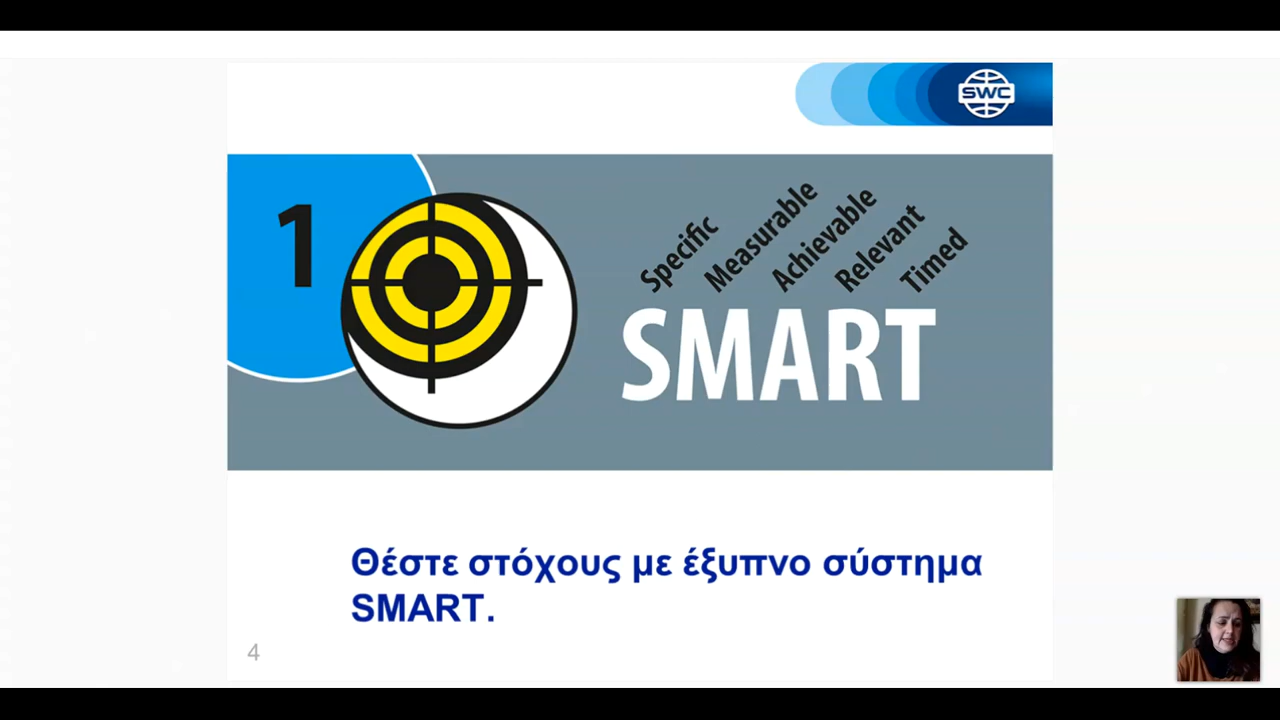 SWC
1
Specific
Measurable
Achievable
Relevant
Timed
SMART
Θέστε στόχους με έξυπνο σύστημα
SMART.
4